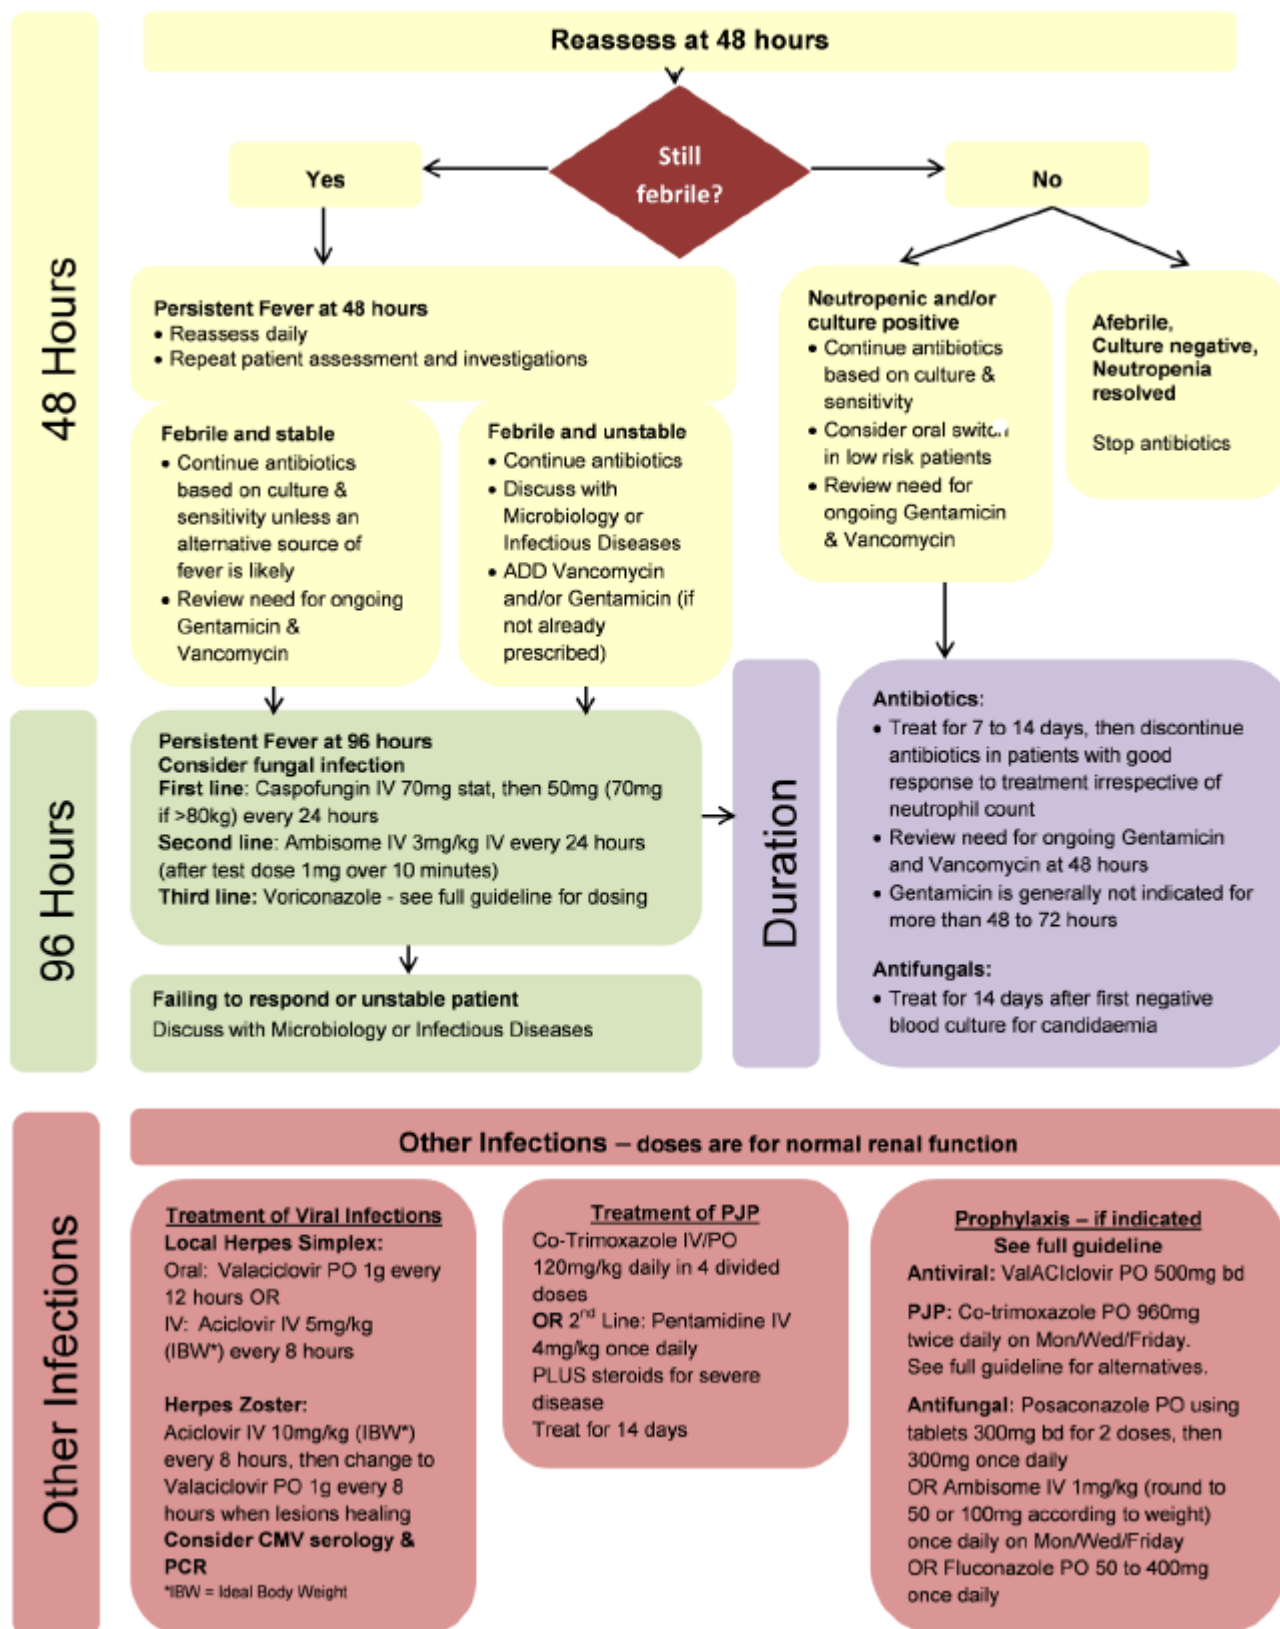 Reassess at 48 hours
48 Hours
Still
febrile?
Yes
No
Persistent Fever at 48 hours
• Reassess daily
• Repeat patient assessment and investigations
Febrile and stable
• Continue antibiotics
based on culture &
sensitivity unless an
alternative source of
fever is likely
• Review need for ongoing
Gentamicin &
Vancomycin
Febrile and unstable
• Continue antibiotics
• Discuss with
Microbiology or
Infectious Diseases
• ADD Vancomycin
and/or Gentamicin (if
not already
prescribed)
Neutropenic and/or
culture positive
• Continue antibiotics
based on culture &
sensitivity
• Consider oral switch
in low risk patients
• Review need for
ongoing Gentamicin
& Vancomycin
Afebrile,
Culture negative,
Neutropenia
resolved
Stop antibiotics
96 Hours
Persistent Fever at 96 hours
Consider fungal infection
First line: Caspofungin IV 70mg stat, then 50mg (70mg
if >80kg) every 24 hours
Second line: Ambisome IV 3mg/kg IV every 24 hours
(after test dose 1mg over 10 minutes)
Third line: Voriconazole - see full guideline for dosing
Failing to respond or unstable patient
Discuss with Microbiology or Infectious Diseases
Duration
Antibiotics:
• Treat for 7 to 14 days, then discontinue
antibiotics in patients with good
response to treatment irrespective of
neutrophil count
• Review need for ongoing Gentamicin
and Vancomycin at 48 hours
• Gentamicin is generally not indicated for
more than 48 to 72 hours
Antifungals:
• Treat for 14 days after first negative
blood culture for candidaemia
Other Infections
Other Infections – doses are for normal renal function
Treatment of Viral Infections
Local Herpes Simplex:
Oral: Valaciclovir PO 1g every
12 hours OR
IV: Aciclovir IV 5mg/kg
(IBW*) every 8 hours
Herpes Zoster:
Aciclovir IV 10mg/kg (IBW*)
every 8 hours, then change to
Valaciclovir PO 1g every 8
hours when lesions healing
Consider CMV serology &
PCR
*IBW = Ideal Body Weight
Treatment of PJP
Co-Trimoxazole IV/PO
120mg/kg daily in 4 divided
doses
OR 2nd Line: Pentamidine IV
4mg/kg once daily
PLUS steroids for severe
disease
Treat for 14 days
Prophylaxis – if indicated
See full guideline
Antiviral: ValACIclovir PO 500mg bd
PJP: Co-trimoxazole PO 960mg
twice daily on Mon/Wed/Friday.
See full guideline for alternatives.
Antifungal: Posaconazole PO using
tablets 300mg bd for 2 doses, then
300mg once daily
OR Ambisome IV 1mg/kg (round to
50 or 100mg according to weight)
once daily on Mon/Wed/Friday
OR Fluconazole PO 50 to 400mg
once daily